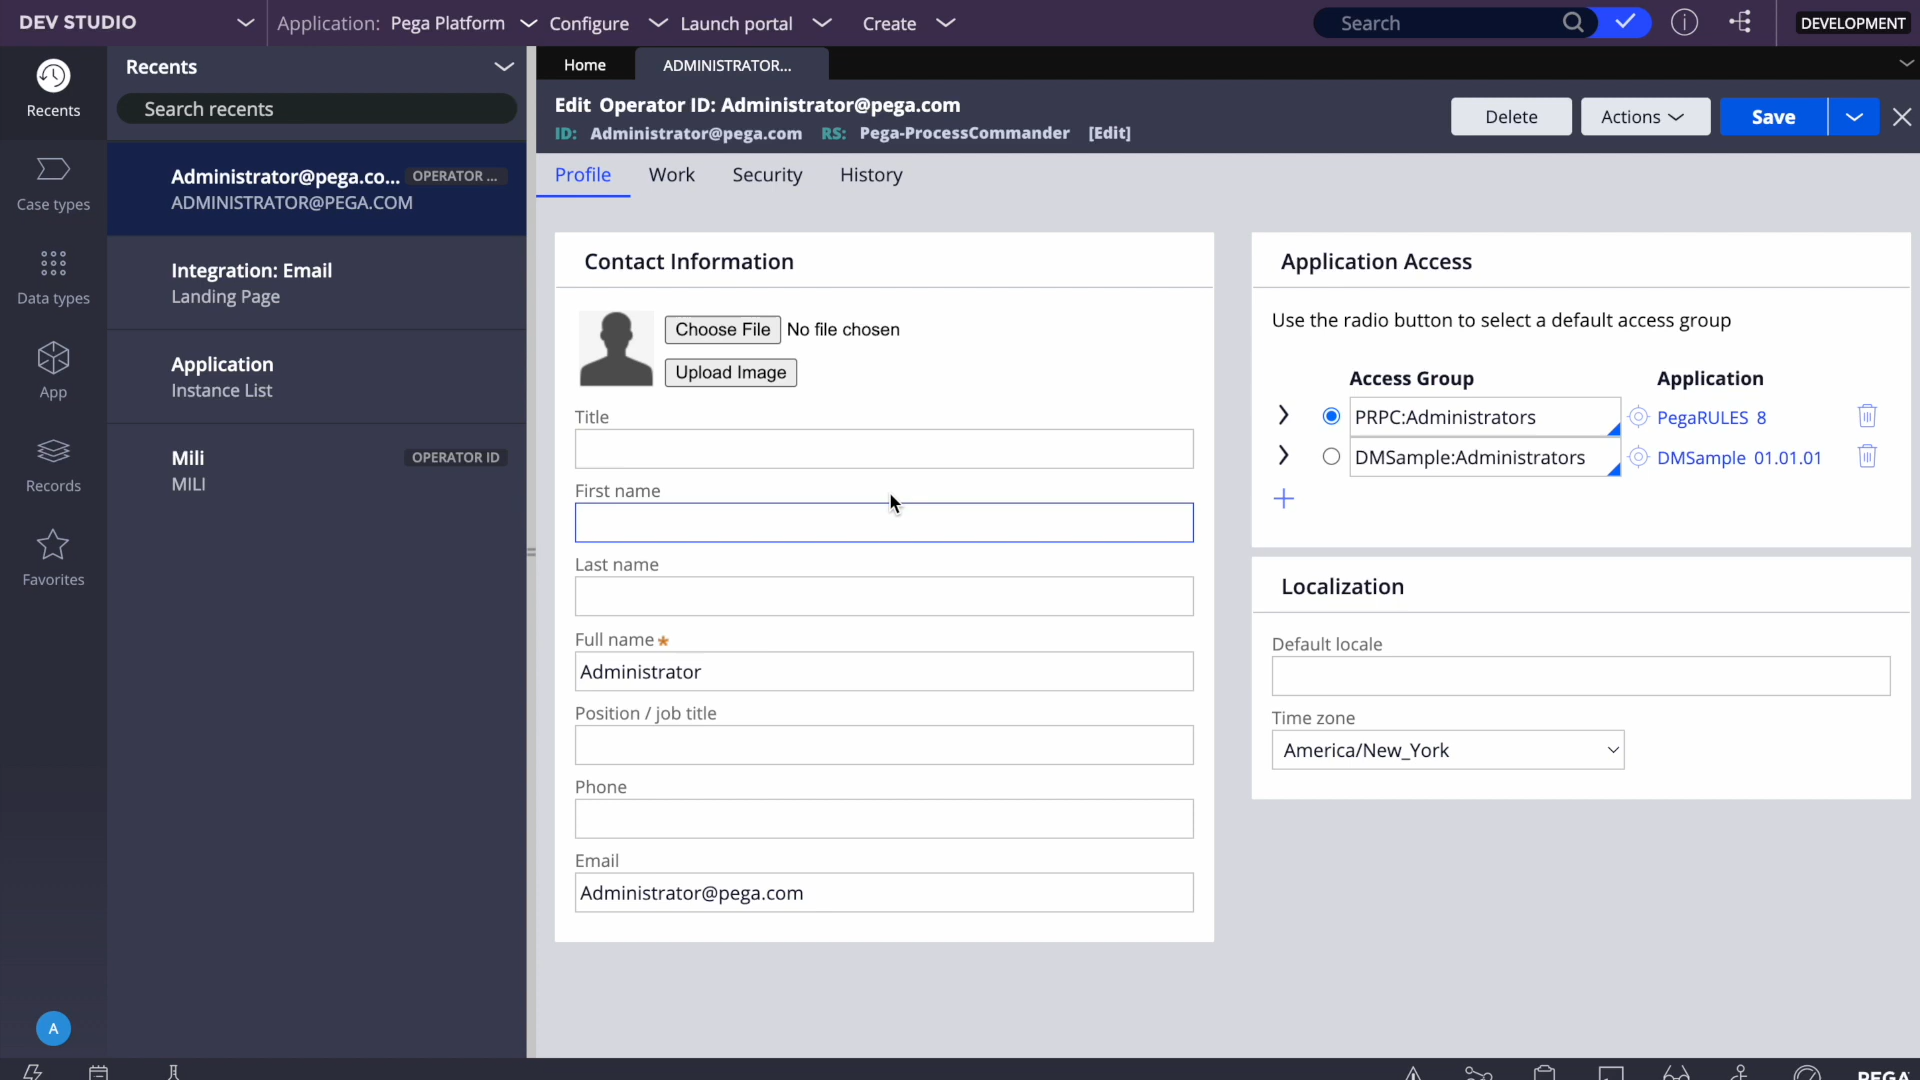 DEV STUDIO
Application: Pega Platform
Configure
Launch portal
Create
Search
DEVELOPMENT
Recents
Case types
Data types
App
Records
Favorites
A
Recents
Search recents
Administrator@pega.co... OPERATOR ...
ADMINISTRATOR@PEGA.COM
Integration: Email
Landing Page
Application
Instance List
Mili OPERATOR ID
MILI
Home
ADMINISTRATOR...
Edit Operator ID: Administrator@pega.com
ID: Administrator@pega.com RS: Pega-ProcessCommander [Edit]
Delete
Actions
Save
Profile
Work
Security
History
Contact Information
Choose File No file chosen
Upload Image
Title
First name
Last name
Full name *
Administrator
Position / job title
Phone
Email
Administrator@pega.com
Application Access
Use the radio button to select a default access group
Access Group Application
PRPC:Administrators PegaRULES 8
DMSample:Administrators DMSample 01.01.01
Localization
Default locale
Time zone
America/New_York
PEGA